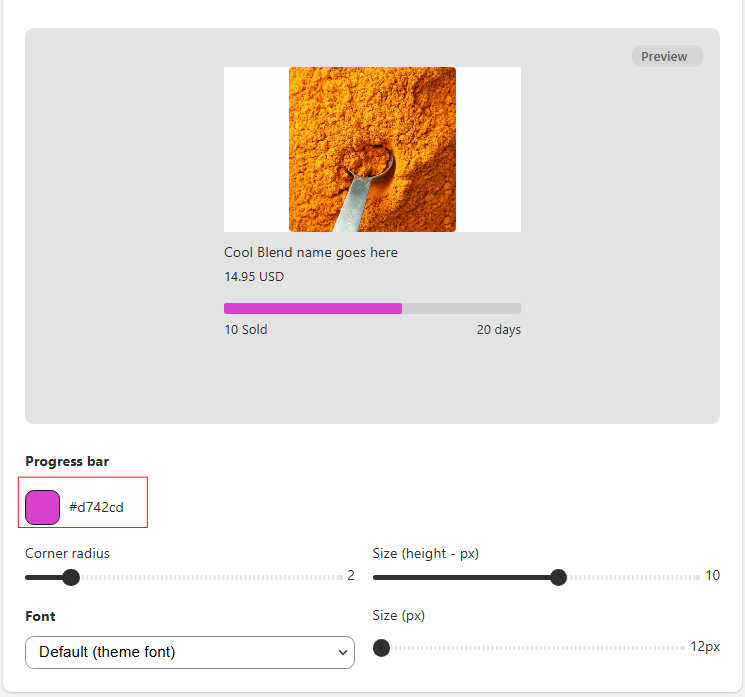 Preview
Cool Blend name goes here
14.95 USD
10 Sold 20 days
Progress bar
#d742cd
Corner radius Size (height - px)
2 10
Font Size (px)
Default (theme font) 12px